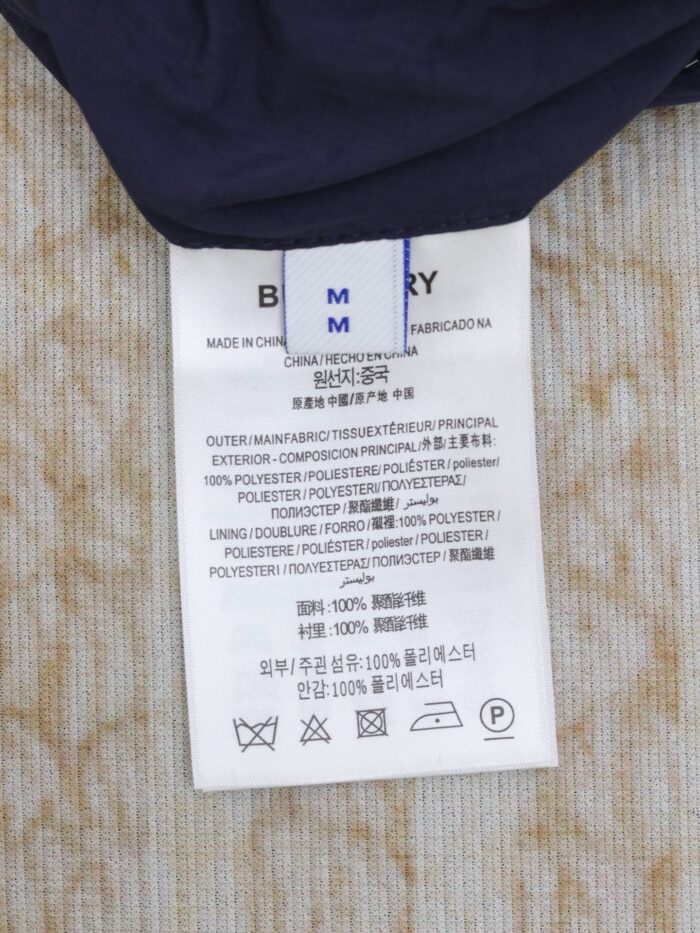 B RY
M
M
MADE IN CHINA FABRICADO NA
CHINA/HECHO EN CHINA
원선지:중국
原產地 中國/原产地 中国
OUTER/MAINFABRIC/TISSUEXTÉRIEUR/PRINCIPAL
EXTERIOR-COMPOSICION PRINCIPAL/外部/主要布料:
100% POLYESTER/POLIESTERE/POLIÉSTER/poliester/
POLIESTER/POLYESTERI/ΠΟΛΥΕΣΤΕΡΑΣ/
ПОЛИЭСТЕР/聚酯纖維/بوليستر/
LINING/DOUBLURE/FORRO/襯裡:100% POLYESTER/
POLIESTERE/POLIÉSTER/poliester/POLIESTER/
POLYESTERI/ΠΟΛΥΕΣΤΕΡΑΣ/ПОЛИЭСТЕР/聚酯纖維
بوليستر/
面料:100% 聚酯纤维
衬里:100% 聚酯纤维
외부/주괸 섬유:100% 폴리에스터
안감:100% 폴리에스터
P